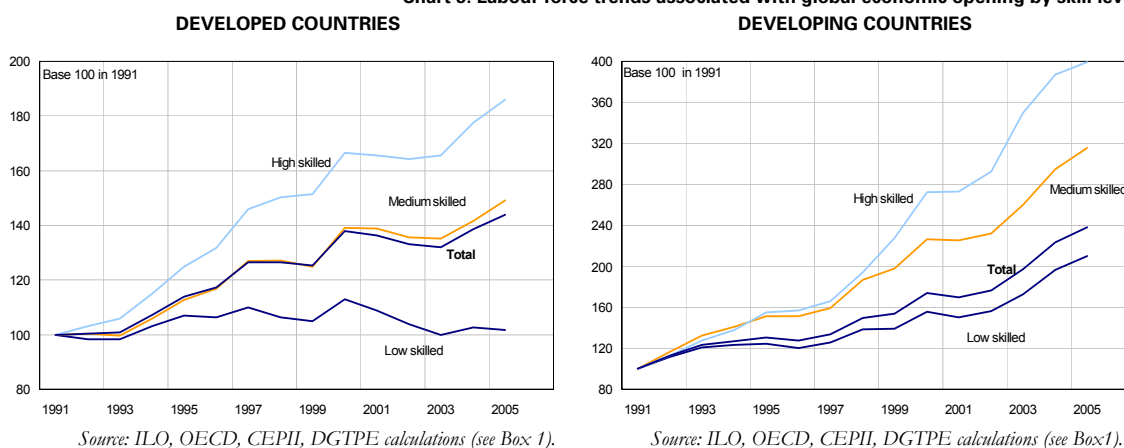 Chart 3: Labour force trends associated with global economic opening by skill leve
DEVELOPED COUNTRIES
DEVELOPING COUNTRIES
200
Base 100 in 1991
180
160
140
120
100
80
High skilled
Medium skilled
Total
Low skilled
1991 1993 1995 1997 1999 2001 2003 2005
Source: ILO, OECD, CEPII, DGTPE calculations (see Box 1).
400
Base 100 in 1991
360
320
280
240
200
160
120
80
High skilled
Medium skilled
Total
Low skilled
1991 1993 1995 1997 1999 2001 2003 2005
Source: ILO, OECD, CEPII, DGTPE calculations (see Box 1).